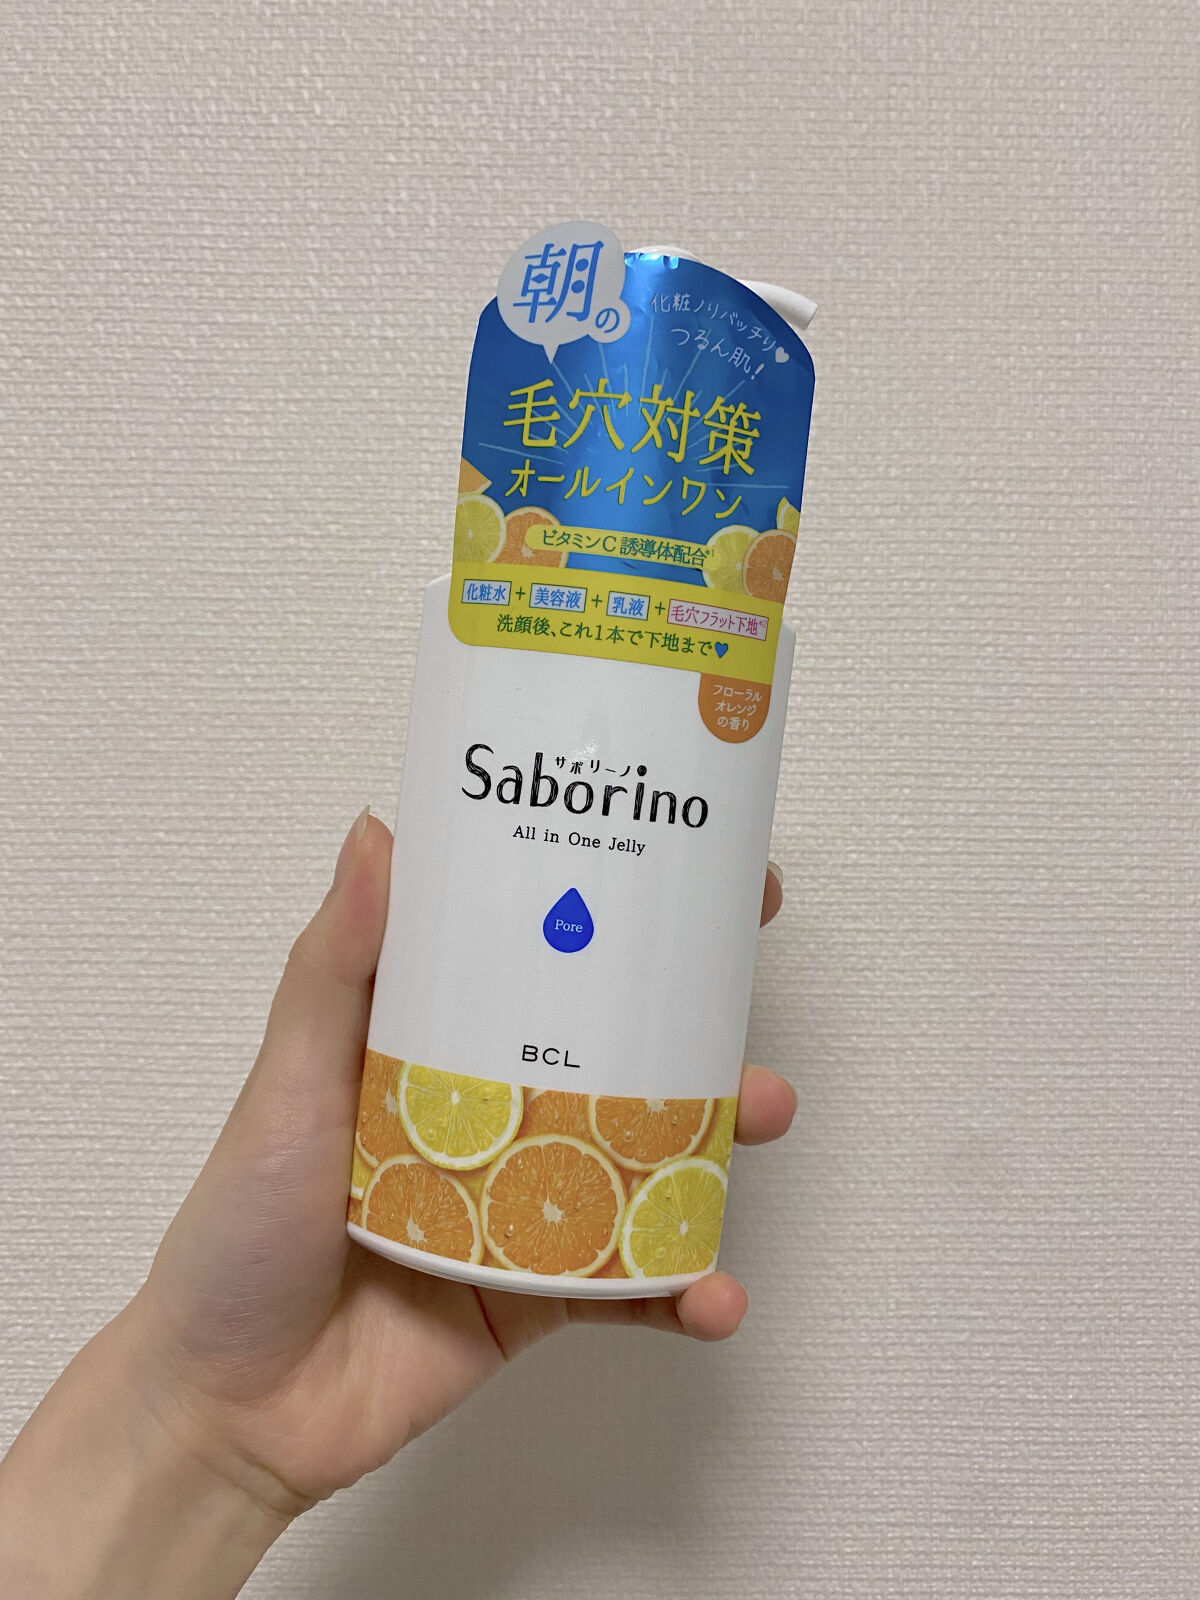 朝の
化粧ノリバッチリ♥
つるん肌!
毛穴対策
オールインワン
ビタミンC誘導体配合*1
化粧水+美容液+乳液+毛穴フラット下地*2
洗顔後、これ1本で下地まで♥
フローラル
オレンジ
の香り
サボリーノ
Saborino
All in One Jelly
Pore
BCL